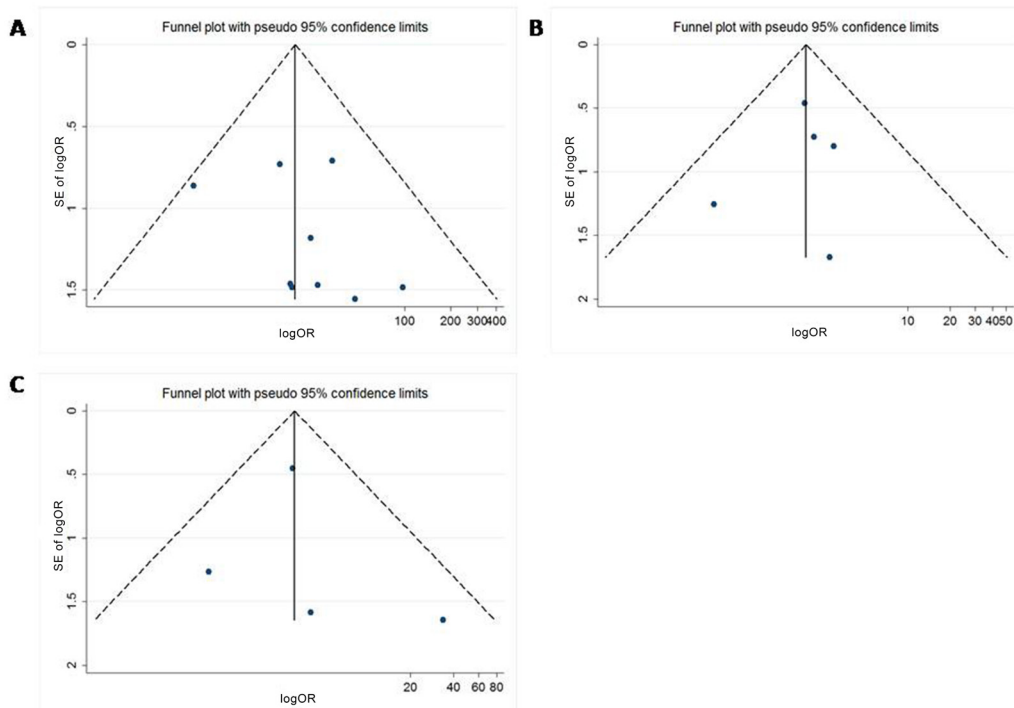 A
Funnel plot with pseudo 95% confidence limits
0
.5
1
1.5
SE of logOR
100 200 300400
logOR
B
Funnel plot with pseudo 95% confidence limits
0
.5
1
1.5
2
SE of logOR
10 20 30 4050
logOR
C
Funnel plot with pseudo 95% confidence limits
0
.5
1
1.5
2
SE of logOR
20 40 60 80
logOR